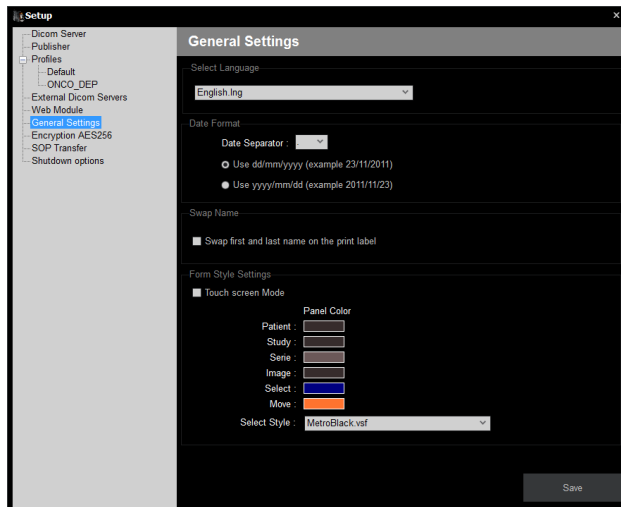 Setup
Dicom Server
Publisher
Profiles
Default
ONCO_DEP
External Dicom Servers
Web Module
General Settings
Encryption AES256
SOP Transfer
Shutdown options
General Settings
Select Language
English.lng
Date Format
Date Separator :
Use dd/mm/yyyy (example 23/11/2011)
Use yyyy/mm/dd (example 2011/11/23)
Swap Name
Swap first and last name on the print label
Form Style Settings
Touch screen Mode
Panel Color
Patient :
Study :
Serie :
Image :
Select :
Move :
Select Style : MetroBlack.vsf
Save